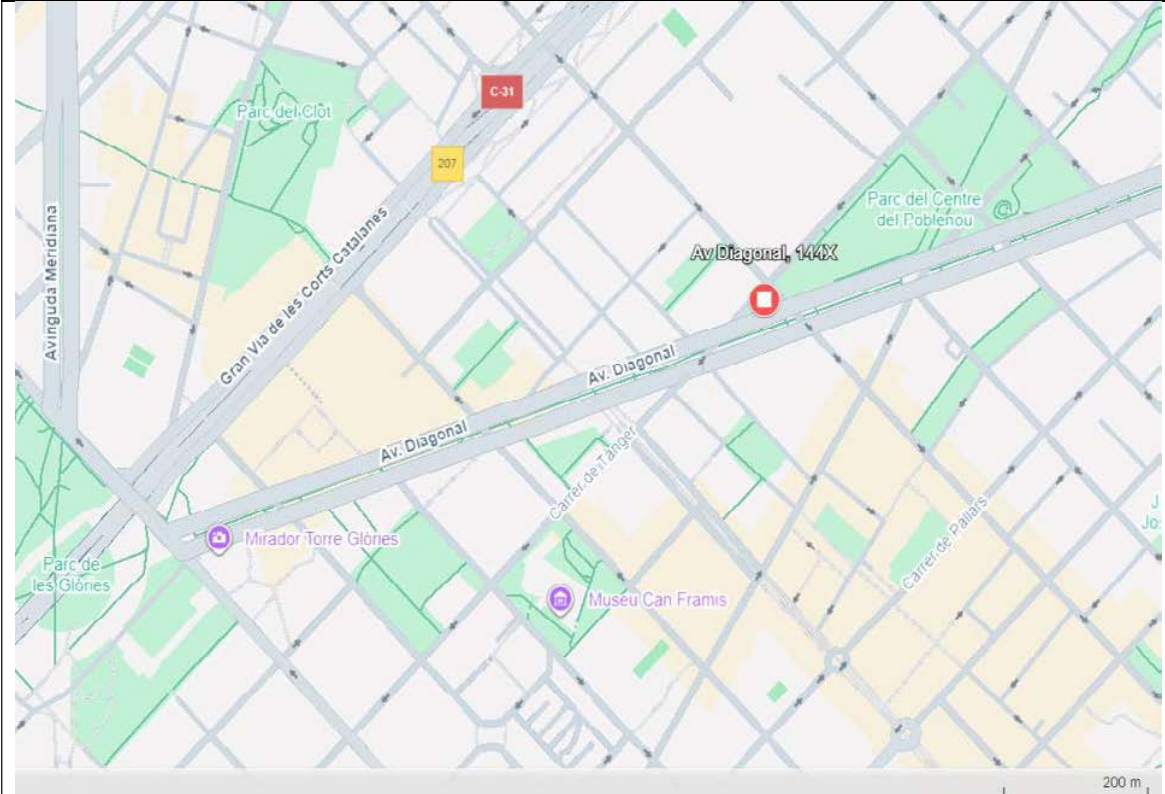 C-31
Parc del Clot
207
Avinguda Meridiana
Gran Via de les Corts Catalanes
Parc del Centre
del Poblenou
Av Diagonal, 144X
Av. Diagonal
Av. Diagonal
Carrer de Tànger
Mirador Torre Glòries
Carrer de Pallars
J
Jo
Parc de
les Glòries
Museu Can Framis
200 m